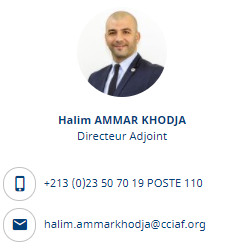 Halim AMMAR KHODJA
Directeur Adjoint
+213 (0)23 50 70 19 POSTE 110
halim.ammarkhodja@cciaf.org